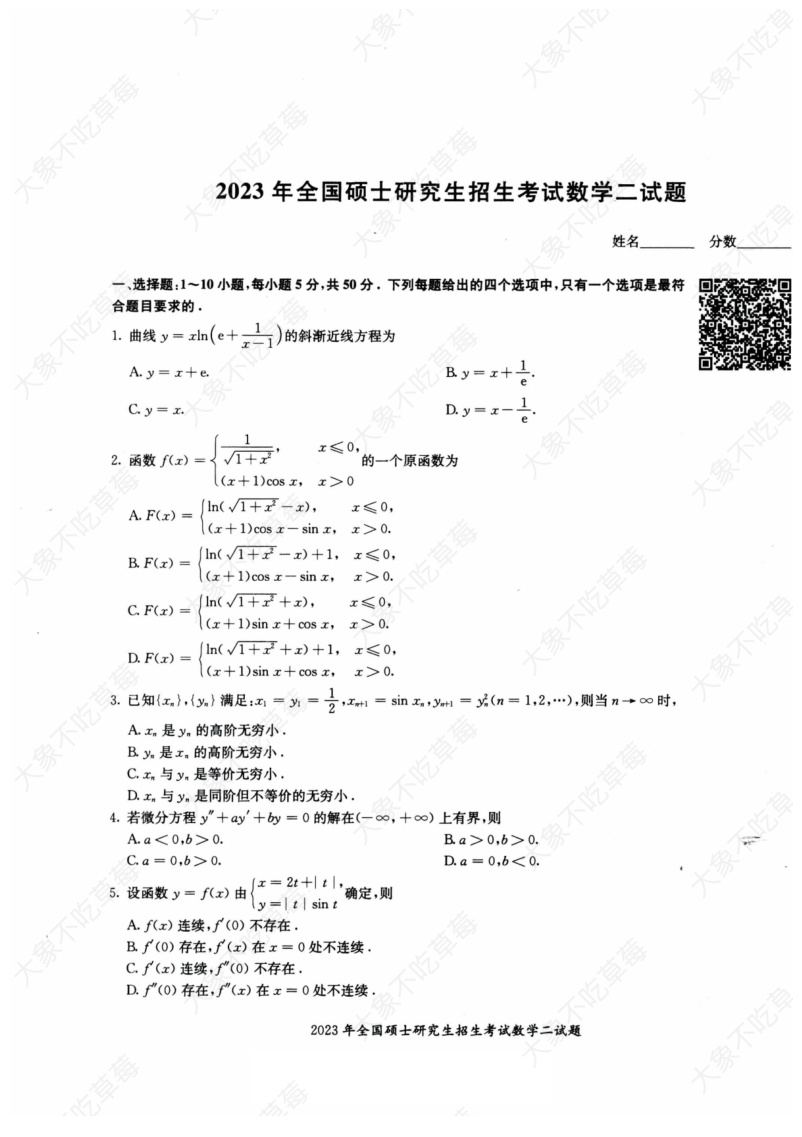 2023 年全国硕士研究生招生考试数学二试题
姓名________ 分数________
一、选择题:1～10 小题,每小题 5 分,共 50 分．下列每题给出的四个选项中,只有一个选项是最符
合题目要求的．
1. 曲线 y = xln(e + 1/(x−1)) 的斜渐近线方程为
A. y = x + e. B. y = x + 1/e.
C. y = x. D. y = x − 1/e.
2. 函数 f(x) = { 1/√(1+x²), x ≤ 0, (x+1)cos x, x > 0 的一个原函数为
A. F(x) = { ln(√(1+x²) − x), x ≤ 0, (x+1)cos x − sin x, x > 0.
B. F(x) = { ln(√(1+x²) − x) + 1, x ≤ 0, (x+1)cos x − sin x, x > 0.
C. F(x) = { ln(√(1+x²) + x), x ≤ 0, (x+1)sin x + cos x, x > 0.
D. F(x) = { ln(√(1+x²) + x) + 1, x ≤ 0, (x+1)sin x + cos x, x > 0.
3. 已知{xₙ},{yₙ} 满足:x₁ = y₁ = 1/2, xₙ₊₁ = sin xₙ, yₙ₊₁ = yₙ² (n = 1,2,⋯),则当 n → ∞ 时,
A. xₙ 是 yₙ 的高阶无穷小．
B. yₙ 是 xₙ 的高阶无穷小．
C. xₙ 与 yₙ 是等价无穷小．
D. xₙ 与 yₙ 是同阶但不等价的无穷小．
4. 若微分方程 y″ + ay′ + by = 0 的解在(−∞, +∞) 上有界,则
A. a < 0, b > 0. B. a > 0, b > 0.
C. a = 0, b > 0. D. a = 0, b < 0.
5. 设函数 y = f(x) 由 { x = 2t + | t |, y = | t | sin t 确定,则
A. f(x) 连续, f′(0) 不存在．
B. f′(0) 存在, f′(x) 在 x = 0 处不连续．
C. f′(x) 连续, f″(0) 不存在．
D. f″(0) 存在, f″(x) 在 x = 0 处不连续．
2023 年全国硕士研究生招生考试数学二试题
大象不吃草莓